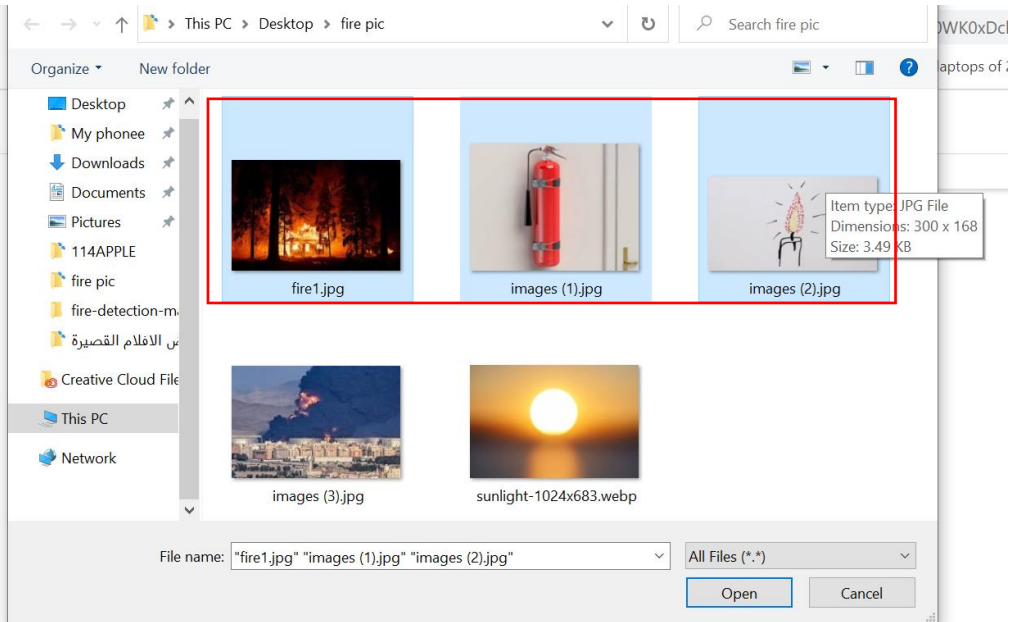 This PC > Desktop > fire pic
Search fire pic
Organize
New folder
?
laptops of
Desktop
My phonee
Downloads
Documents
Pictures
114APPLE
fire pic
fire-detection-m
ض الافلام القصيرة
Creative Cloud File
This PC
Network
fire1.jpg
images (1).jpg
images (2).jpg
Item type: JPG File
Dimensions: 300 x 168
Size: 3.49 KB
images (3).jpg
sunlight-1024x683.webp
File name: "fire1.jpg" "images (1).jpg" "images (2).jpg"
All Files (*.*)
Open
Cancel